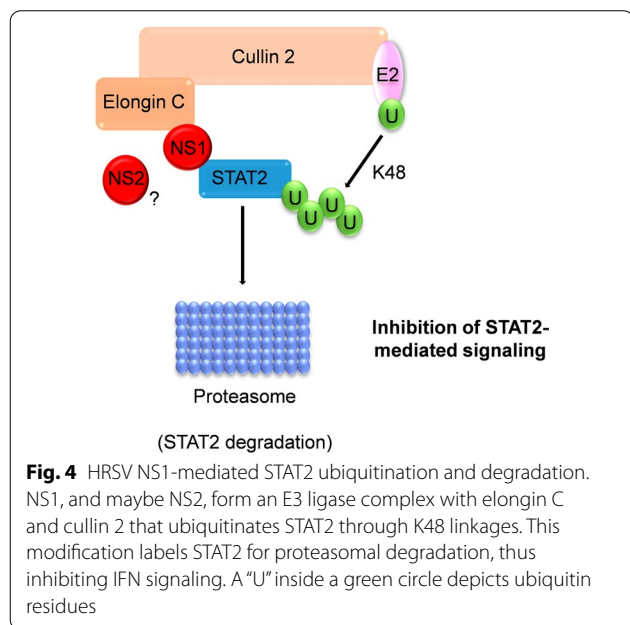 Cullin 2
E2
Elongin C
U
NS1
K48
NS2
?
STAT2
U
U
U
U
Inhibition of STAT2-
mediated signaling
Proteasome
(STAT2 degradation)
Fig. 4 HRSV NS1-mediated STAT2 ubiquitination and degradation.
NS1, and maybe NS2, form an E3 ligase complex with elongin C
and cullin 2 that ubiquitinates STAT2 through K48 linkages. This
modification labels STAT2 for proteasomal degradation, thus
inhibiting IFN signaling. A “U” inside a green circle depicts ubiquitin
residues